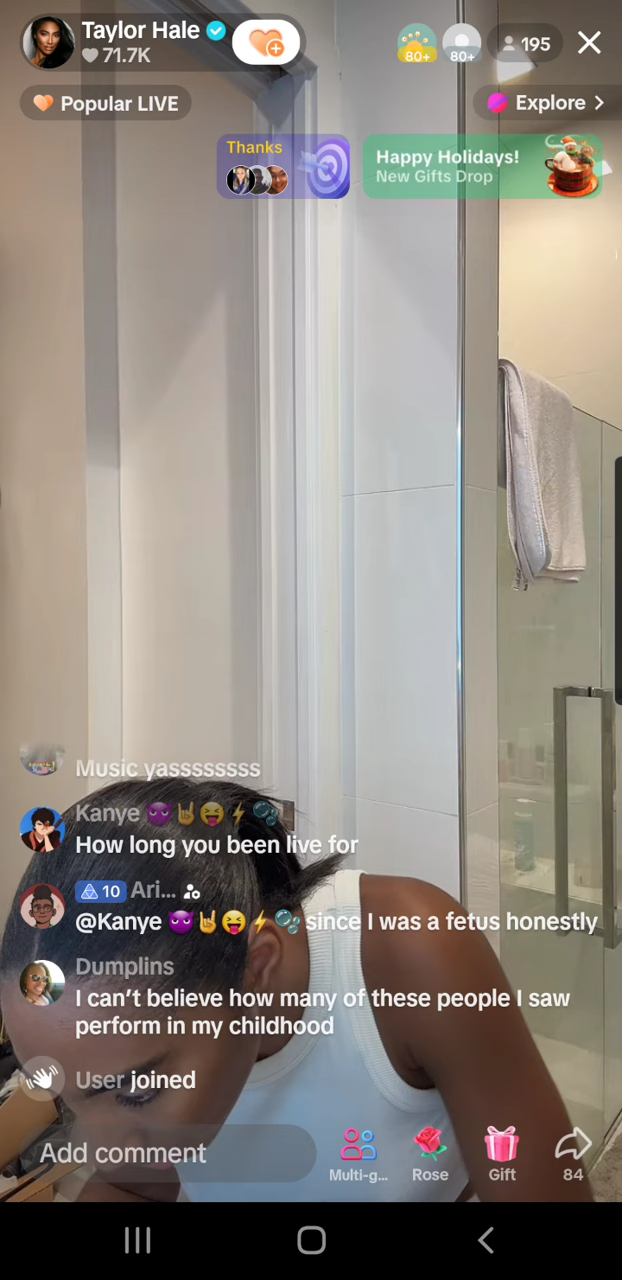 Taylor Hale
71.7K
80+
80+
195
Popular LIVE
Explore >
Thanks
Happy Holidays!
New Gifts Drop
Music yasssssssss
Kanye 😈🤘😝⚡🫧
How long you been live for
10 Ari...
@Kanye 😈🤘😝⚡🫧 since I was a fetus honestly
Dumplins
I can’t believe how many of these people I saw
perform in my childhood
User joined
Add comment
Multi-g...
Rose
Gift
84